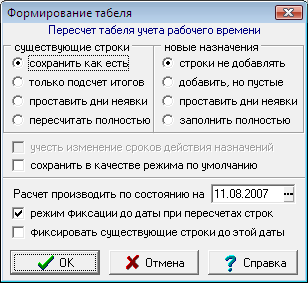 Формирование табеля
Пересчет табеля учета рабочего времени
существующие строки
сохранить как есть
только подсчет итогов
проставить дни неявки
пересчитать полностью
новые назначения
строки не добавлять
добавить, но пустые
проставить дни неявки
заполнить полностью
учесть изменение сроков действия назначений
сохранить в качестве режима по умолчанию
Расчет производить по состоянию на 11.08.2007
режим фиксации до даты при пересчетах строк
фиксировать существующие строки до этой даты
OK Отмена ? Справка